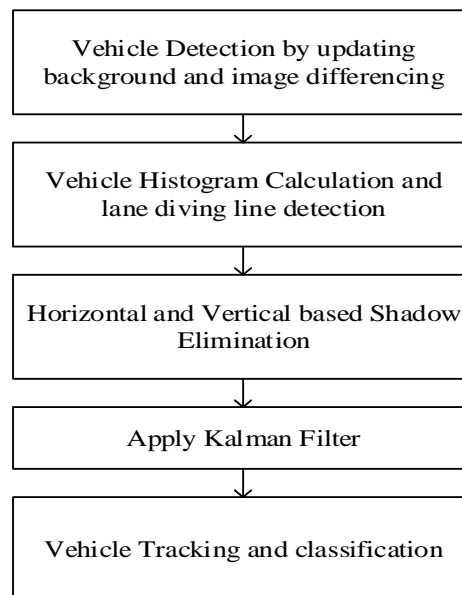 Vehicle Detection by updating
background and image differencing
Vehicle Histogram Calculation and
lane diving line detection
Horizontal and Vertical based Shadow
Elimination
Apply Kalman Filter
Vehicle Tracking and classification